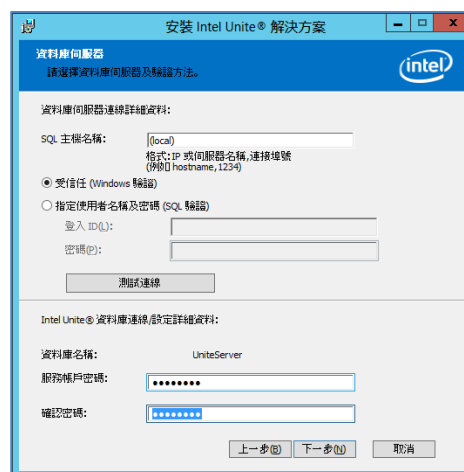 安裝 Intel Unite® 解決方案
資料庫伺服器
請選擇資料庫伺服器及驗證方法。
intel
資料庫伺服器連線詳細資料:
SQL 主機名稱: (local)
格式:IP 或伺服器名稱,連接埠號
(例如 hostname,1234)
受信任 (Windows 驗證)
指定使用者名稱及密碼 (SQL 驗證)
登入 ID(L):
密碼(P):
測試連線
Intel Unite® 資料庫連線/設定詳細資料:
資料庫名稱: UniteServer
服務帳戶密碼: ●●●●●●●●
確認密碼: ●●●●●●●●
上一步(B) 下一步(N) 取消